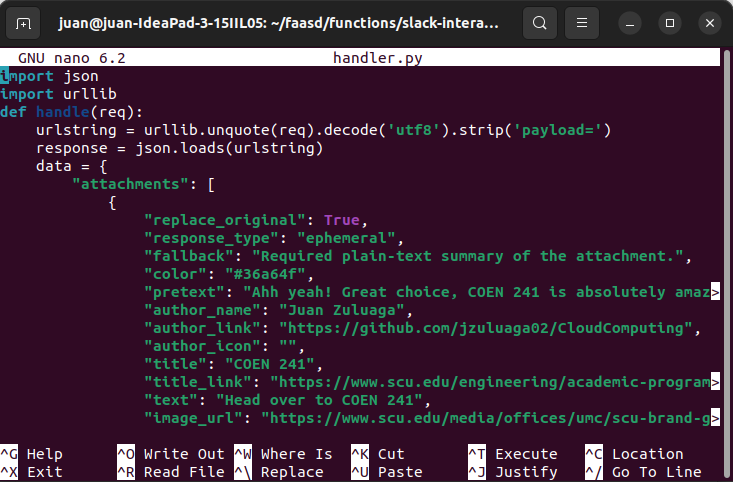 juan@juan-IdeaPad-3-15IIL05: ~/faasd/functions/slack-intera...
GNU nano 6.2 handler.py
import json
import urllib
def handle(req):
    urlstring = urllib.unquote(req).decode('utf8').strip('payload=')
    response = json.loads(urlstring)
    data = {
        "attachments": [
            {
                "replace_original": True,
                "response_type": "ephemeral",
                "fallback": "Required plain-text summary of the attachment.",
                "color": "#36a64f",
                "pretext": "Ahh yeah! Great choice, COEN 241 is absolutely amaz>
                "author_name": "Juan Zuluaga",
                "author_link": "https://github.com/jzuluaga02/CloudComputing",
                "author_icon": "",
                "title": "COEN 241",
                "title_link": "https://www.scu.edu/engineering/academic-program>
                "text": "Head over to COEN 241",
                "image_url": "https://www.scu.edu/media/offices/umc/scu-brand-g>
^G Help ^O Write Out ^W Where Is ^K Cut ^T Execute ^C Location
^X Exit ^R Read File ^\ Replace ^U Paste ^J Justify ^/ Go To Line